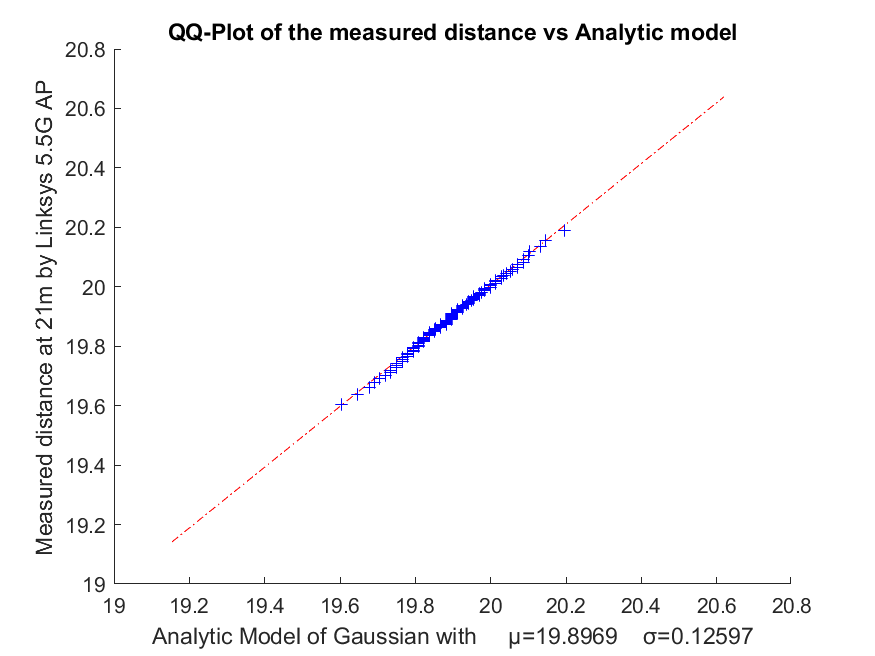 QQ-Plot of the measured distance vs Analytic model
20.8
20.6
20.4
20.2
20
19.8
19.6
19.4
19.2
19
Measured distance at 21m by Linksys 5.5G AP
19 19.2 19.4 19.6 19.8 20 20.2 20.4 20.6 20.8
Analytic Model of Gaussian with μ=19.8969 σ=0.12597